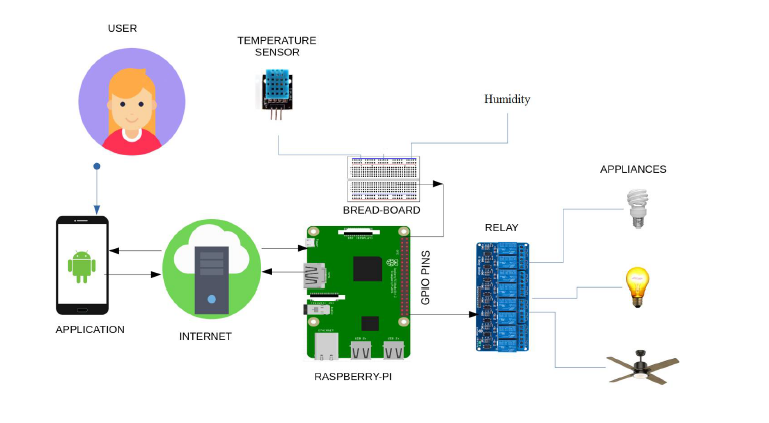 USER
TEMPERATURE
SENSOR
Humidity
APPLIANCES
BREAD-BOARD
RELAY
GPIO PINS
APPLICATION
INTERNET
RASPBERRY-PI